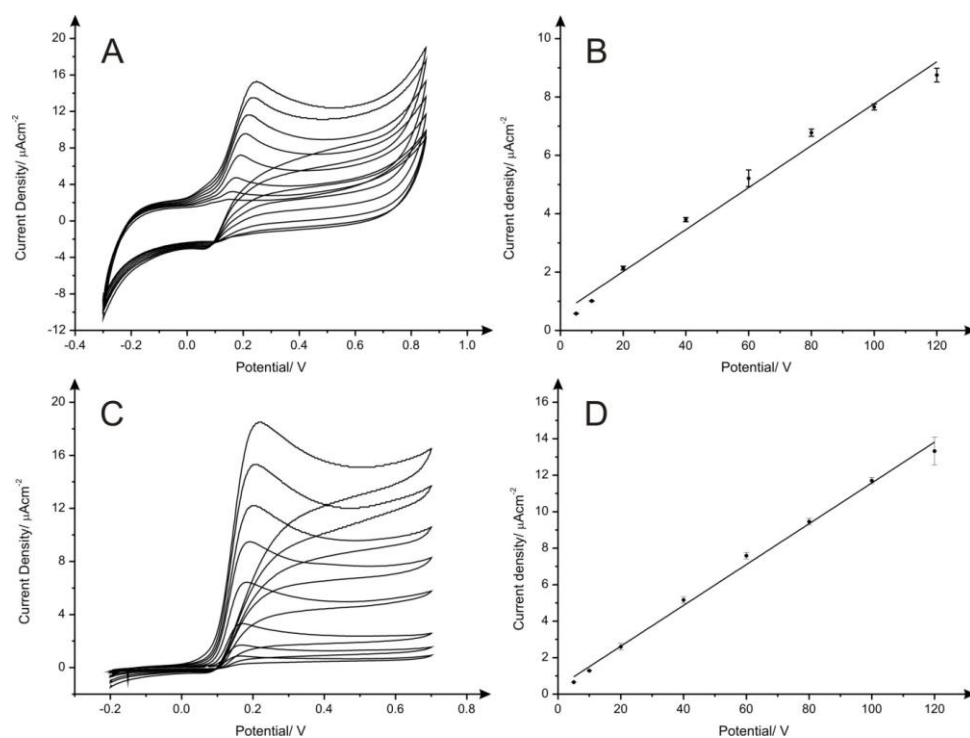 A
Current Density/ µAcm⁻²
20
16
12
8
4
0
-4
-8
-12
-0.4 -0.2 0.0 0.2 0.4 0.6 0.8 1.0
Potential/ V
B
Current density/ µAcm⁻²
10
8
6
4
2
0
20 40 60 80 100 120
Potential/ V
C
Current Density/ µAcm⁻²
20
16
12
8
4
0
-0.2 0.0 0.2 0.4 0.6 0.8
Potential/ V
D
Current density/ µAcm⁻²
16
14
12
10
8
6
4
2
0
20 40 60 80 100 120
Potential/ V